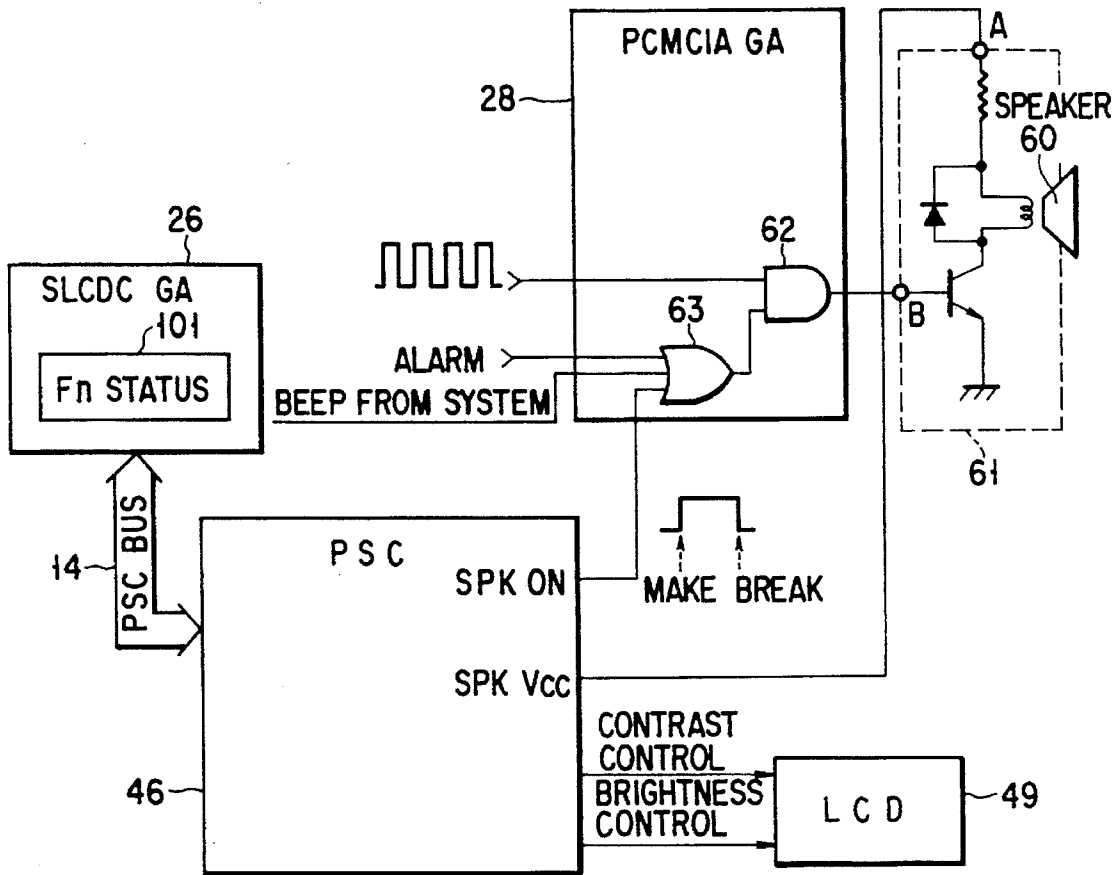 A
PCMCIA GA
28
SPEAKER
60
26
62
SLCDC GA
101
B
63
ALARM
Fn STATUS
BEEP FROM SYSTEM
61
PSC BUS
14
PSC
SPK ON
MAKE BREAK
SPK Vcc
CONTRAST
CONTROL
46
BRIGHTNESS
CONTROL
LCD
49